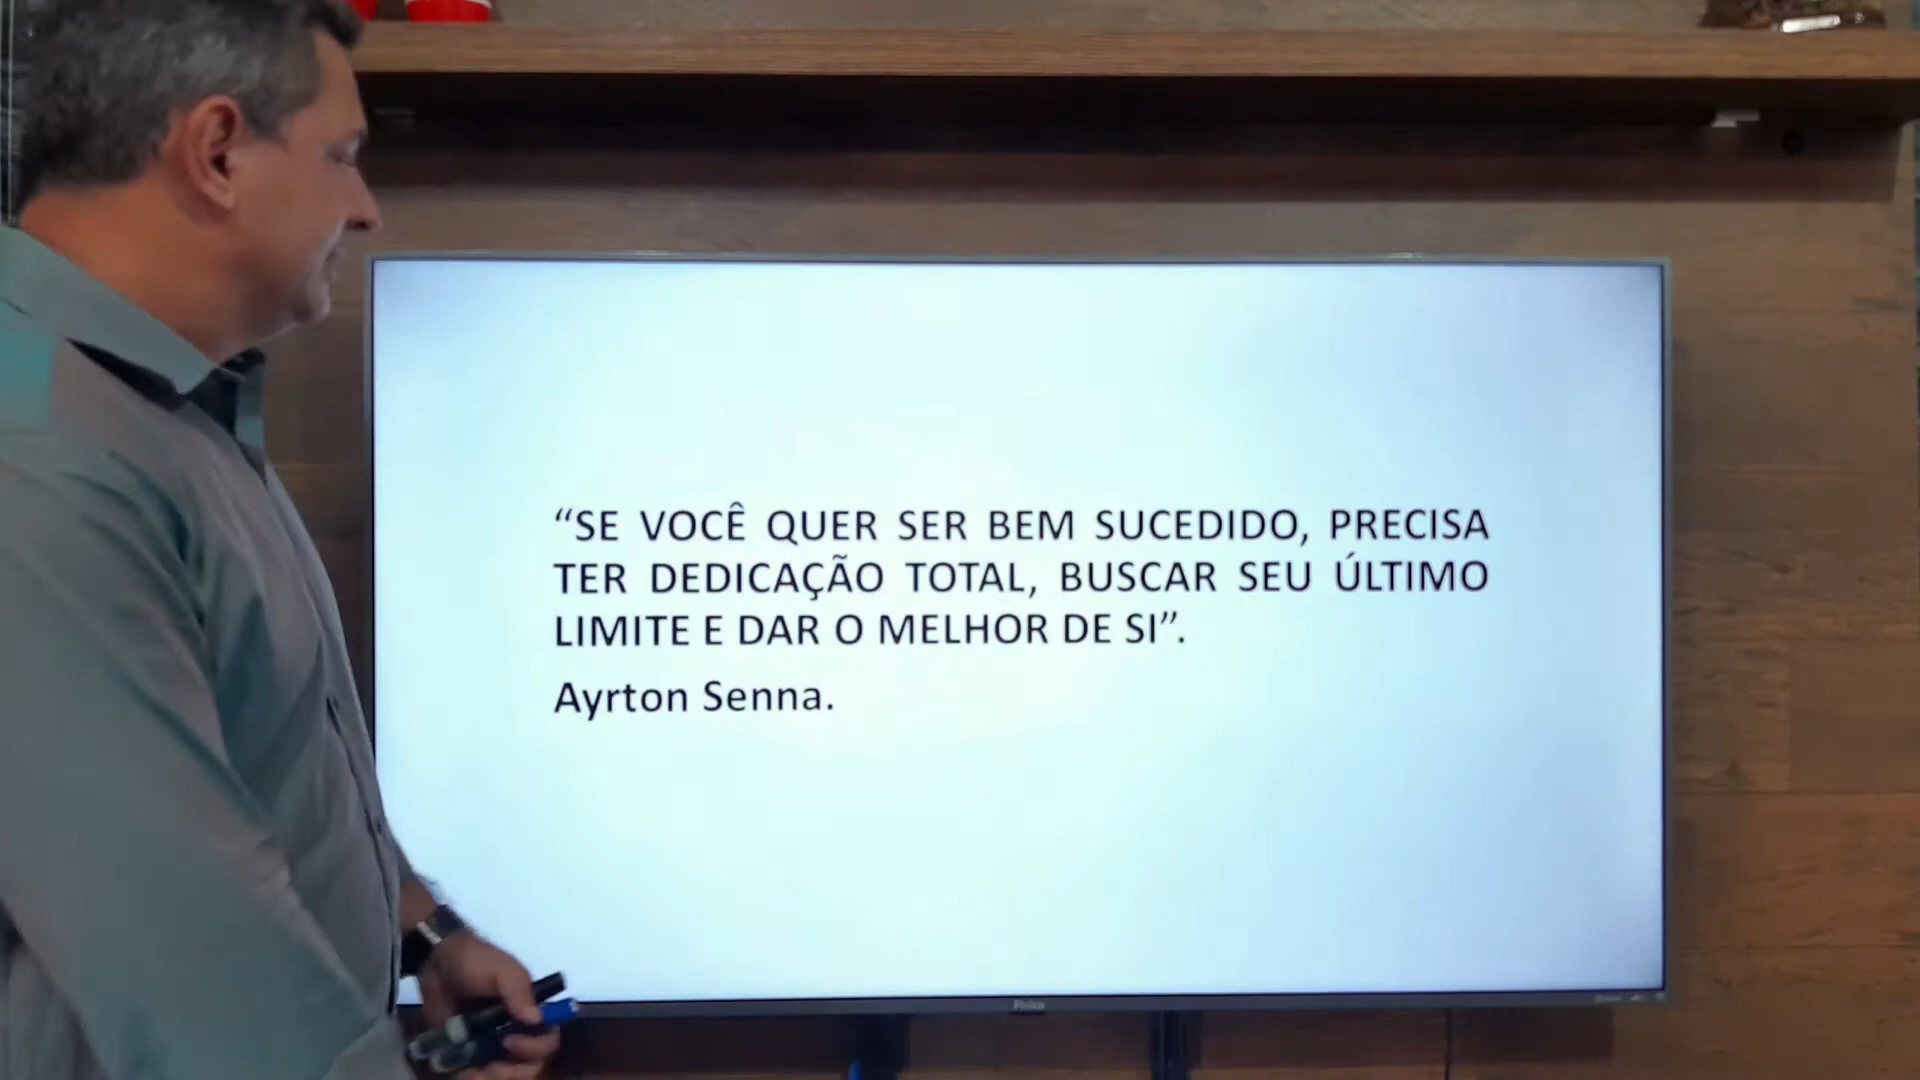 “SE VOCÊ QUER SER BEM SUCEDIDO, PRECISA
TER DEDICAÇÃO TOTAL, BUSCAR SEU ÚLTIMO
LIMITE E DAR O MELHOR DE SI”.
Ayrton Senna.
Philco